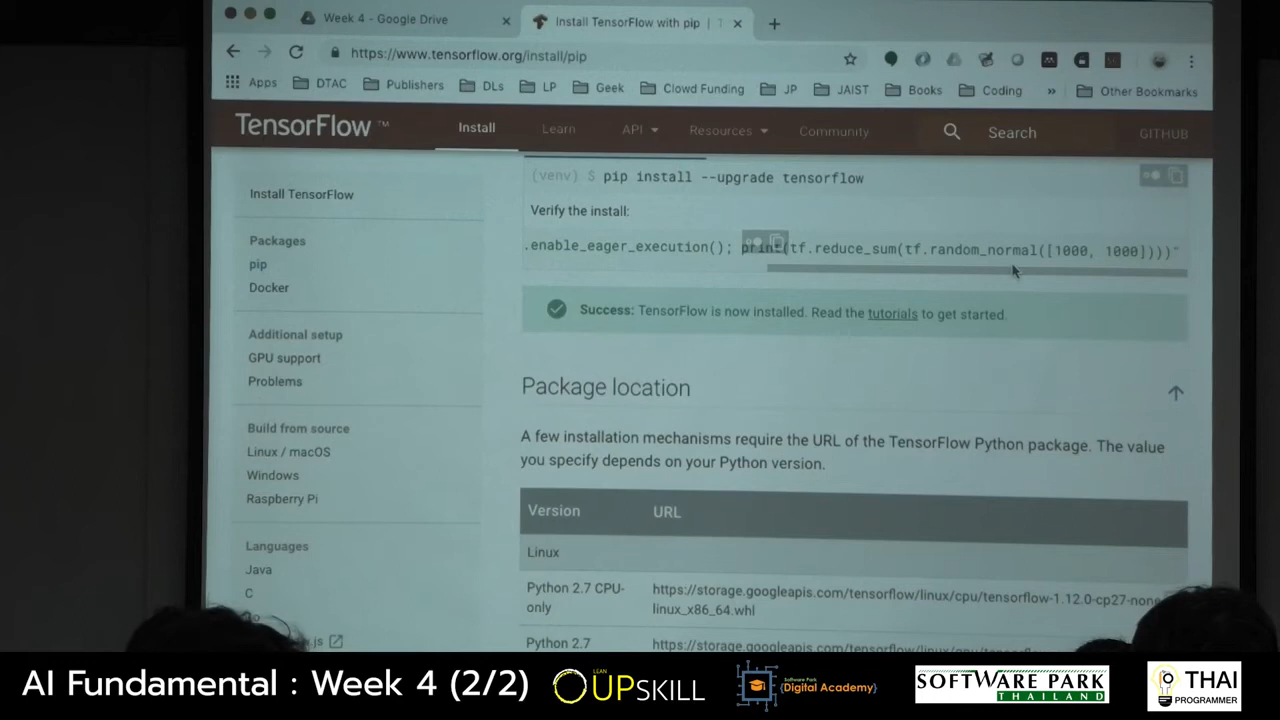 Week 4 - Google Drive
Install TensorFlow with pip | T
https://www.tensorflow.org/install/pip
Apps DTAC Publishers DLs LP Geek Clowd Funding JP JAIST Books Coding » Other Bookmarks
TensorFlow ™ Install Learn API Resources Community Search GITHUB
Install TensorFlow
Packages
pip
Docker
Additional setup
GPU support
Problems
Build from source
Linux / macOS
Windows
Raspberry Pi
Languages
Java
C
(venv) $ pip install --upgrade tensorflow
Verify the install:
.enable_eager_execution(); print(tf.reduce_sum(tf.random_normal([1000, 1000])))"
Success: TensorFlow is now installed. Read the tutorials to get started.
Package location
A few installation mechanisms require the URL of the TensorFlow Python package. The value
you specify depends on your Python version.
Version URL
Linux
Python 2.7 CPU-
only
https://storage.googleapis.com/tensorflow/linux/cpu/tensorflow-1.12.0-cp27-none
linux_x86_64.whl
Python 2.7
AI Fundamental : Week 4 (2/2)
LEAN
UPSKILL
Software Park
{Digital Academy}
SOFTWARE PARK
THAILAND
THAI
PROGRAMMER